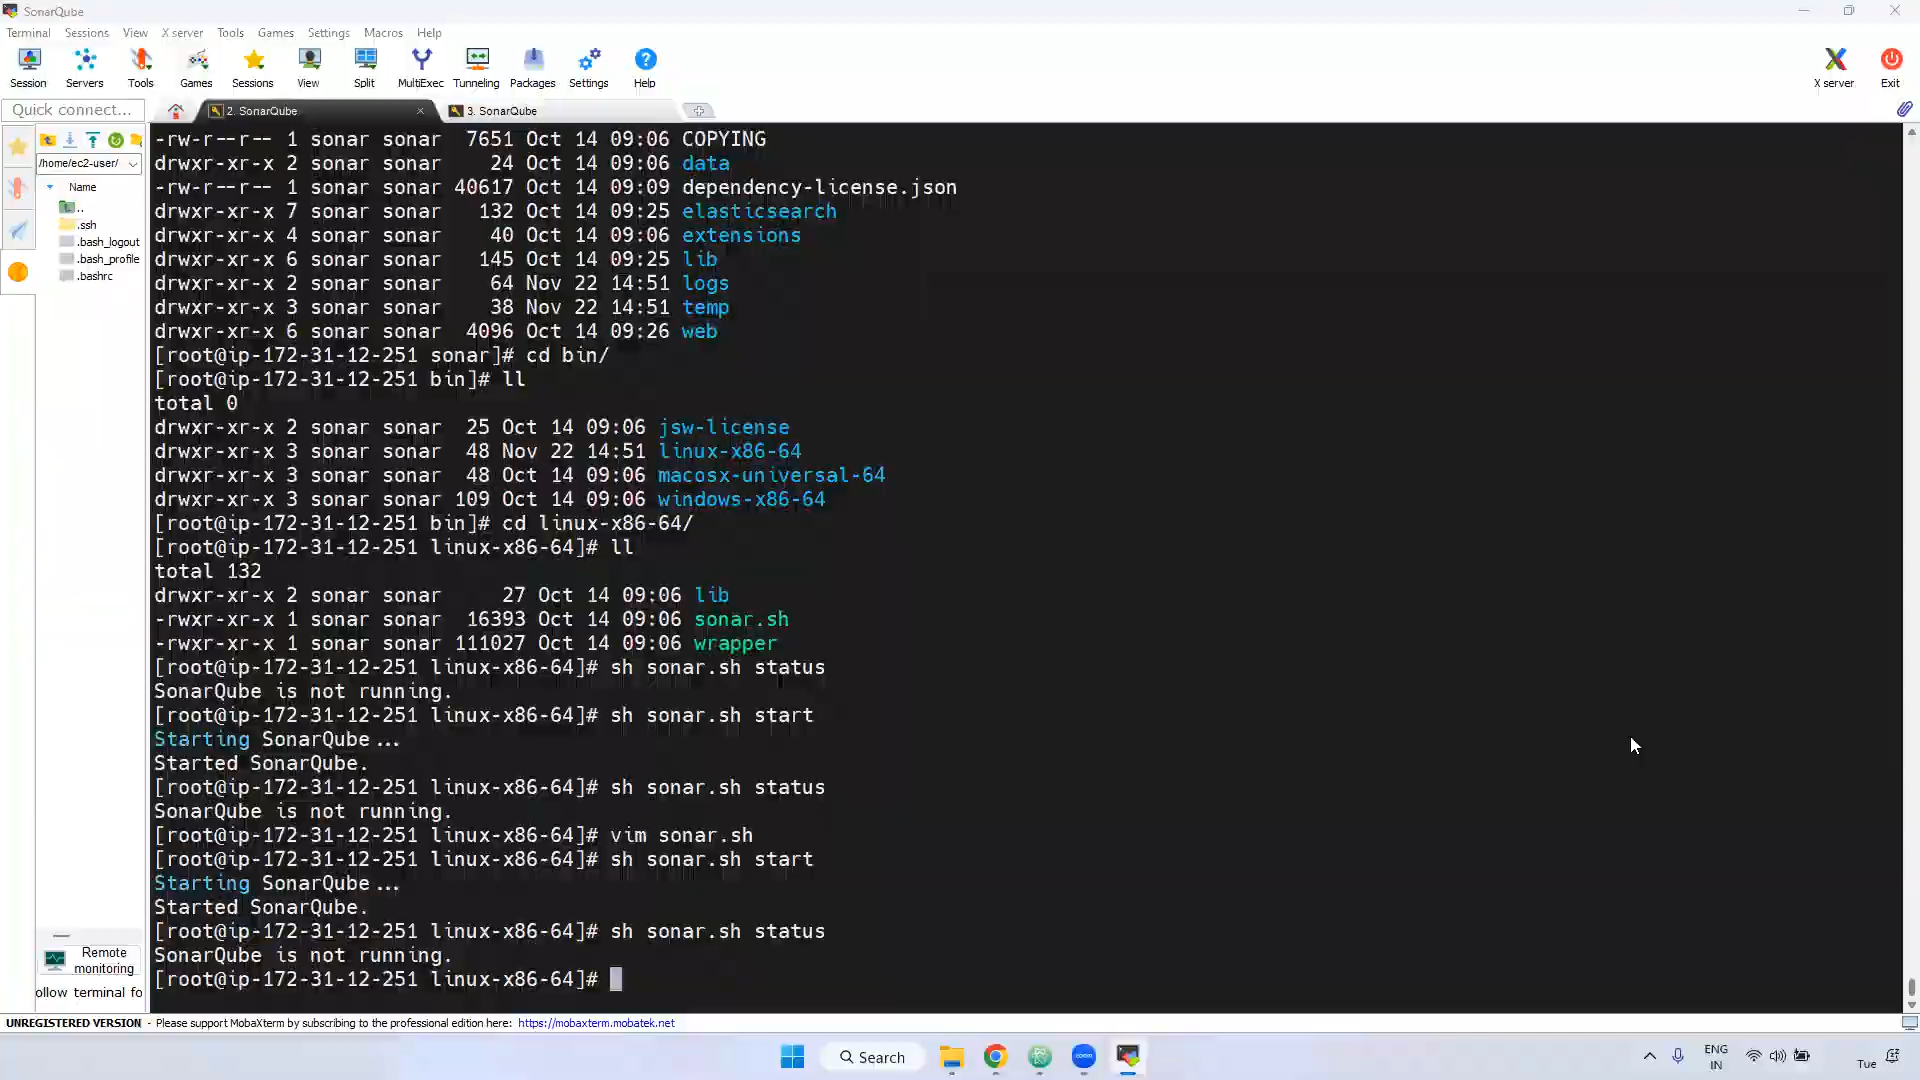 SonarQube
Terminal Sessions View X server Tools Games Settings Macros Help
Session Servers Tools Games Sessions View Split MultiExec Tunneling Packages Settings Help X server Exit
Quick connect... 2. SonarQube 3. SonarQube
/home/ec2-user/
Name
..
.ssh
.bash_logout
.bash_profile
.bashrc
-rw-r--r-- 1 sonar sonar 7651 Oct 14 09:06 COPYING
drwxr-xr-x 2 sonar sonar 24 Oct 14 09:06 data
-rw-r--r-- 1 sonar sonar 40617 Oct 14 09:09 dependency-license.json
drwxr-xr-x 7 sonar sonar 132 Oct 14 09:25 elasticsearch
drwxr-xr-x 4 sonar sonar 40 Oct 14 09:06 extensions
drwxr-xr-x 6 sonar sonar 145 Oct 14 09:25 lib
drwxr-xr-x 2 sonar sonar 64 Nov 22 14:51 logs
drwxr-xr-x 3 sonar sonar 38 Nov 22 14:51 temp
drwxr-xr-x 6 sonar sonar 4096 Oct 14 09:26 web
[root@ip-172-31-12-251 sonar]# cd bin/
[root@ip-172-31-12-251 bin]# ll
total 0
drwxr-xr-x 2 sonar sonar 25 Oct 14 09:06 jsw-license
drwxr-xr-x 3 sonar sonar 48 Nov 22 14:51 linux-x86-64
drwxr-xr-x 3 sonar sonar 48 Oct 14 09:06 macosx-universal-64
drwxr-xr-x 3 sonar sonar 109 Oct 14 09:06 windows-x86-64
[root@ip-172-31-12-251 bin]# cd linux-x86-64/
[root@ip-172-31-12-251 linux-x86-64]# ll
total 132
drwxr-xr-x 2 sonar sonar 27 Oct 14 09:06 lib
-rwxr-xr-x 1 sonar sonar 16393 Oct 14 09:06 sonar.sh
-rwxr-xr-x 1 sonar sonar 111027 Oct 14 09:06 wrapper
[root@ip-172-31-12-251 linux-x86-64]# sh sonar.sh status
SonarQube is not running.
[root@ip-172-31-12-251 linux-x86-64]# sh sonar.sh start
Starting SonarQube...
Started SonarQube.
[root@ip-172-31-12-251 linux-x86-64]# sh sonar.sh status
SonarQube is not running.
[root@ip-172-31-12-251 linux-x86-64]# vim sonar.sh
[root@ip-172-31-12-251 linux-x86-64]# sh sonar.sh start
Starting SonarQube...
Started SonarQube.
[root@ip-172-31-12-251 linux-x86-64]# sh sonar.sh status
SonarQube is not running.
[root@ip-172-31-12-251 linux-x86-64]#
Remote
monitoring
ollow terminal fo
UNREGISTERED VERSION - Please support MobaXterm by subscribing to the professional edition here: https://mobaxterm.mobatek.net
Search
ENG
IN
Tue